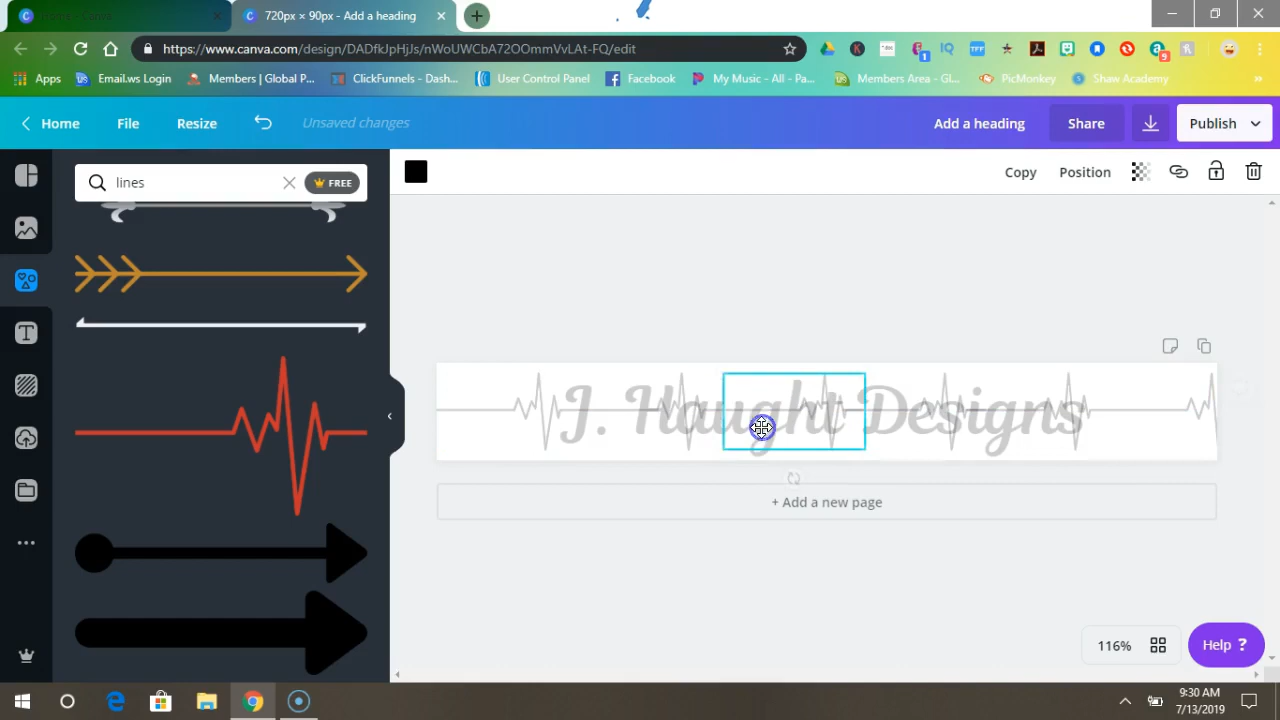 720px × 90px - Add a heading
https://www.canva.com/design/DADfkJpHjJs/nWoUWCbA72OOmmVvLAt-FQ/edit
Apps
Email.ws Login
Members | Global P...
ClickFunnels - Dash...
User Control Panel
Facebook
My Music - All - Pa...
Members Area - Gl...
PicMonkey
Shaw Academy
Home
File
Resize
Unsaved changes
Add a heading
Share
Publish
lines
FREE
Copy
Position
J. Haught Designs
+ Add a new page
116%
Help ?
9:30 AM
7/13/2019